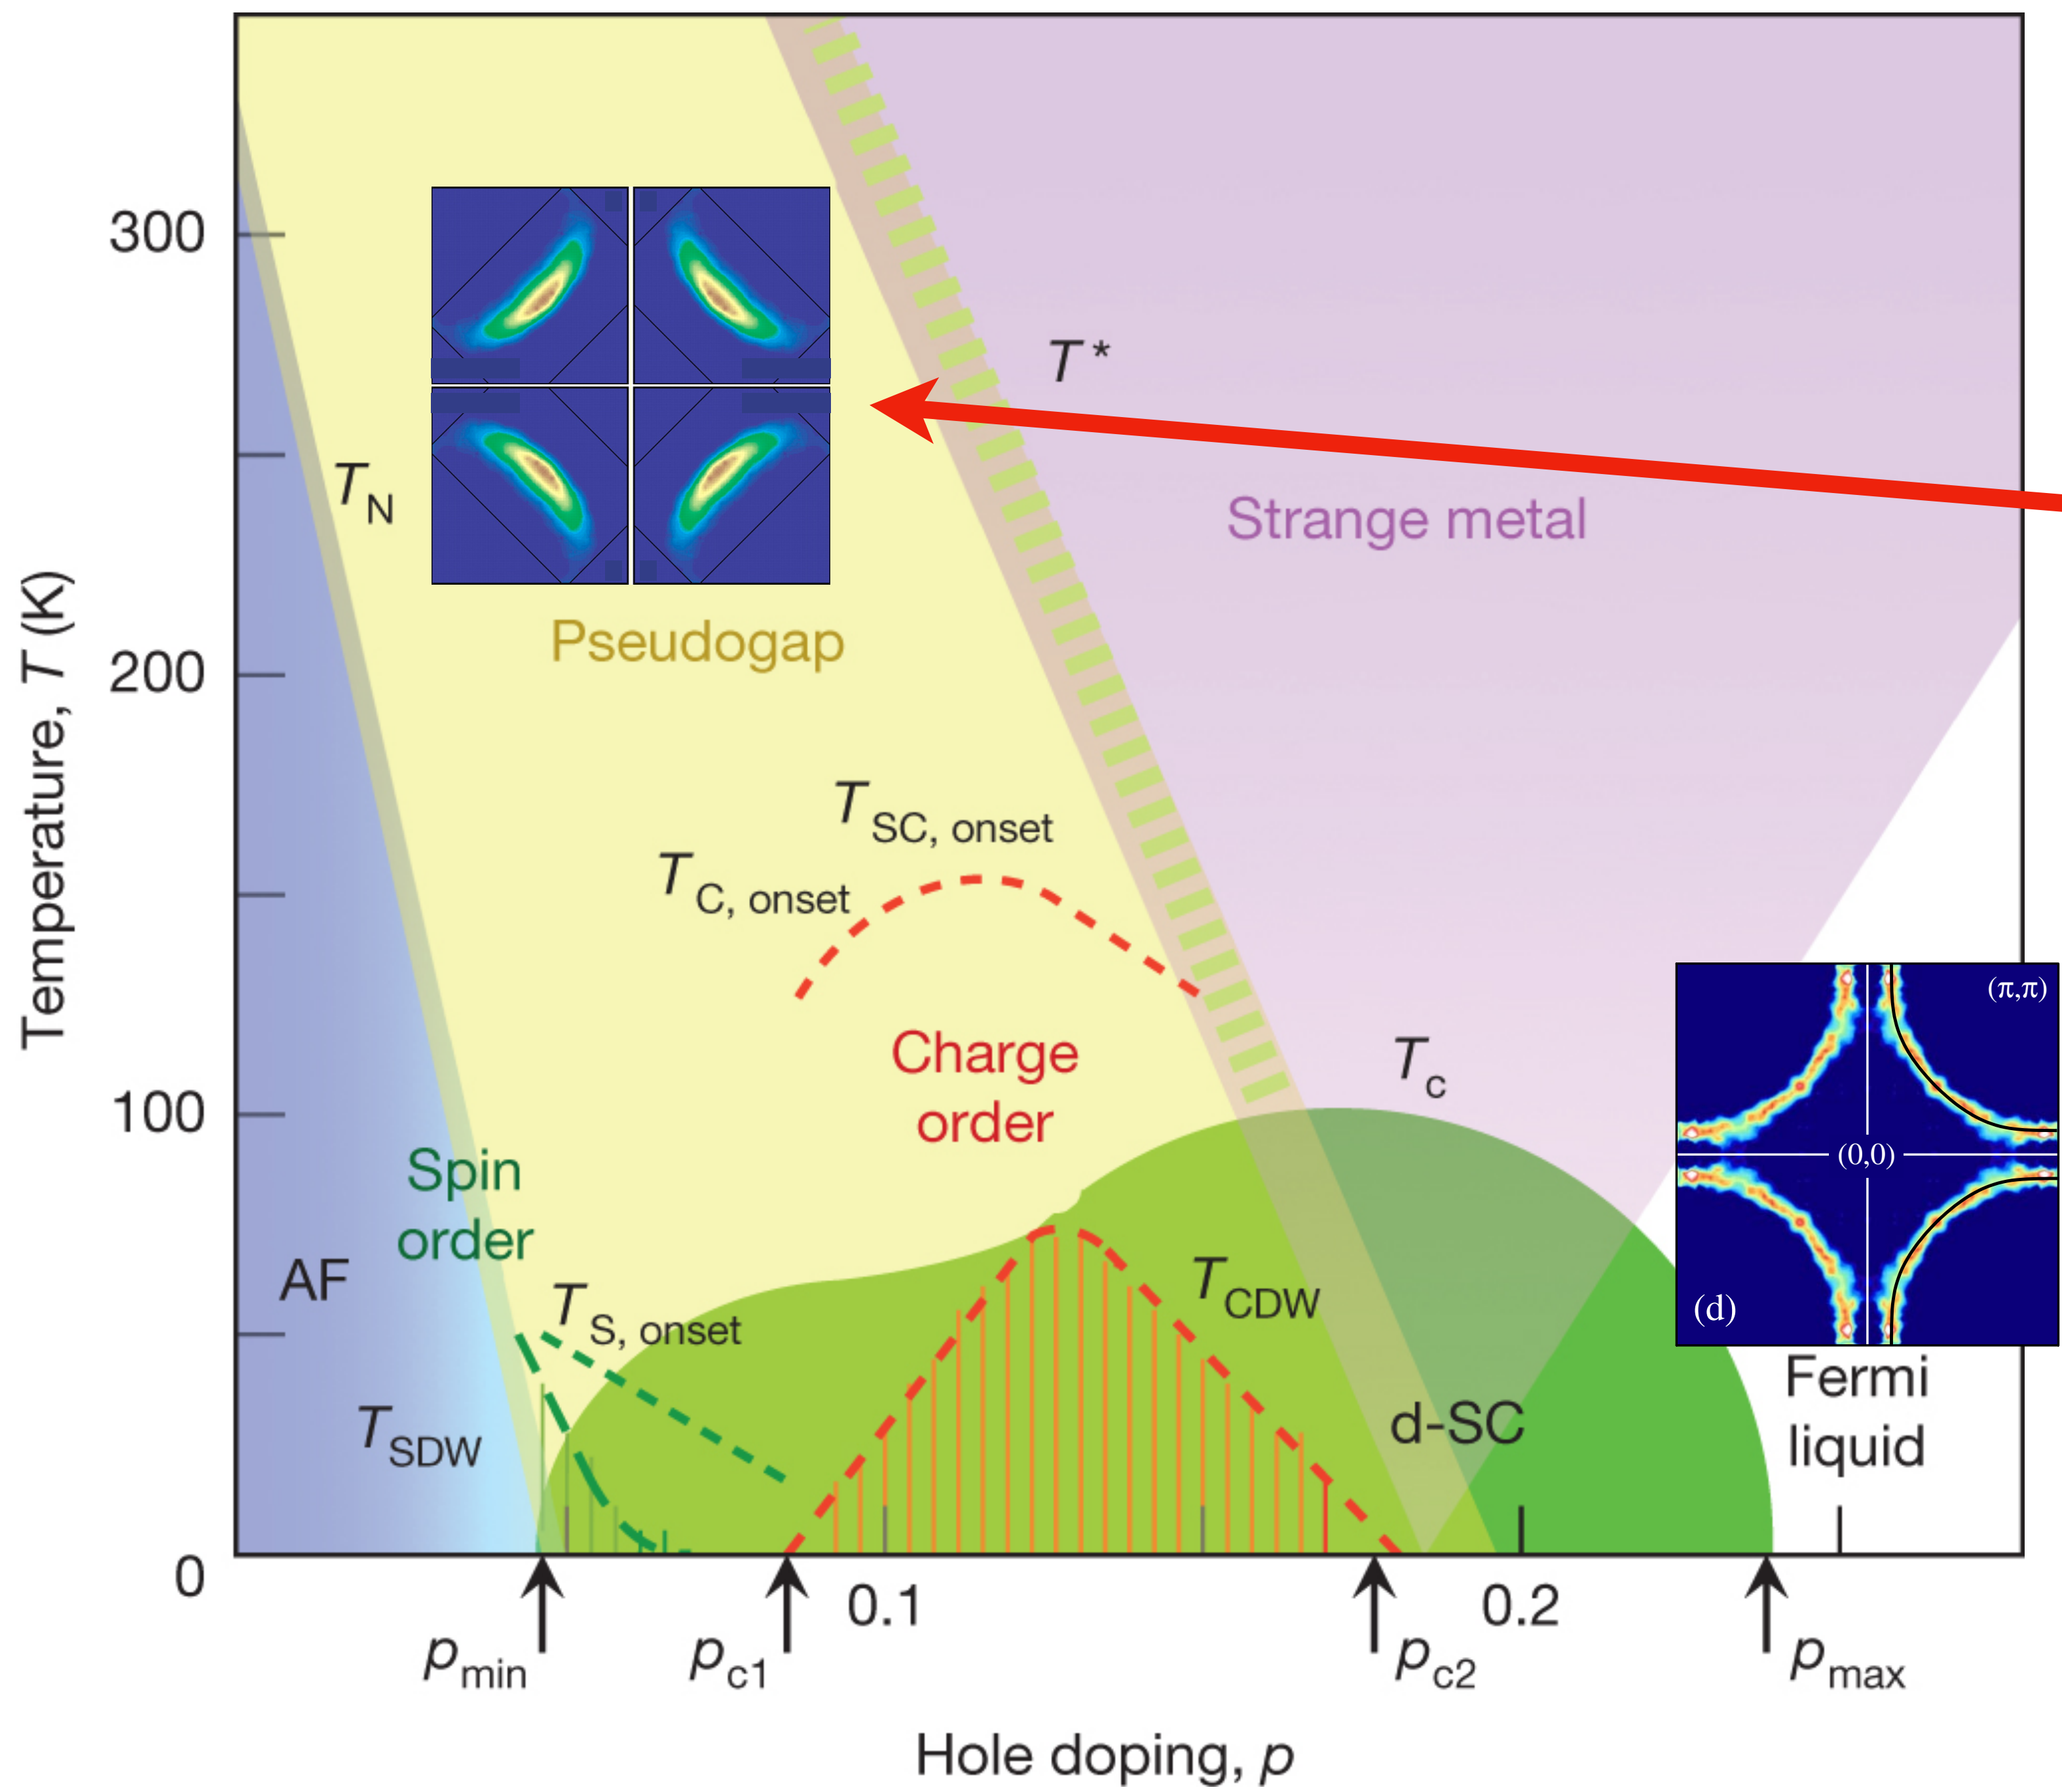 300
200
100
0
Temperature, T (K)
T*
T_N
Strange metal
Pseudogap
T_SC, onset
T_C, onset
Charge
order
T_c
(π,π)
(0,0)
(d)
Spin
order
AF
T_S, onset
T_CDW
T_SDW
d-SC
Fermi
liquid
0.1
0.2
p_min
p_c1
p_c2
p_max
Hole doping, p